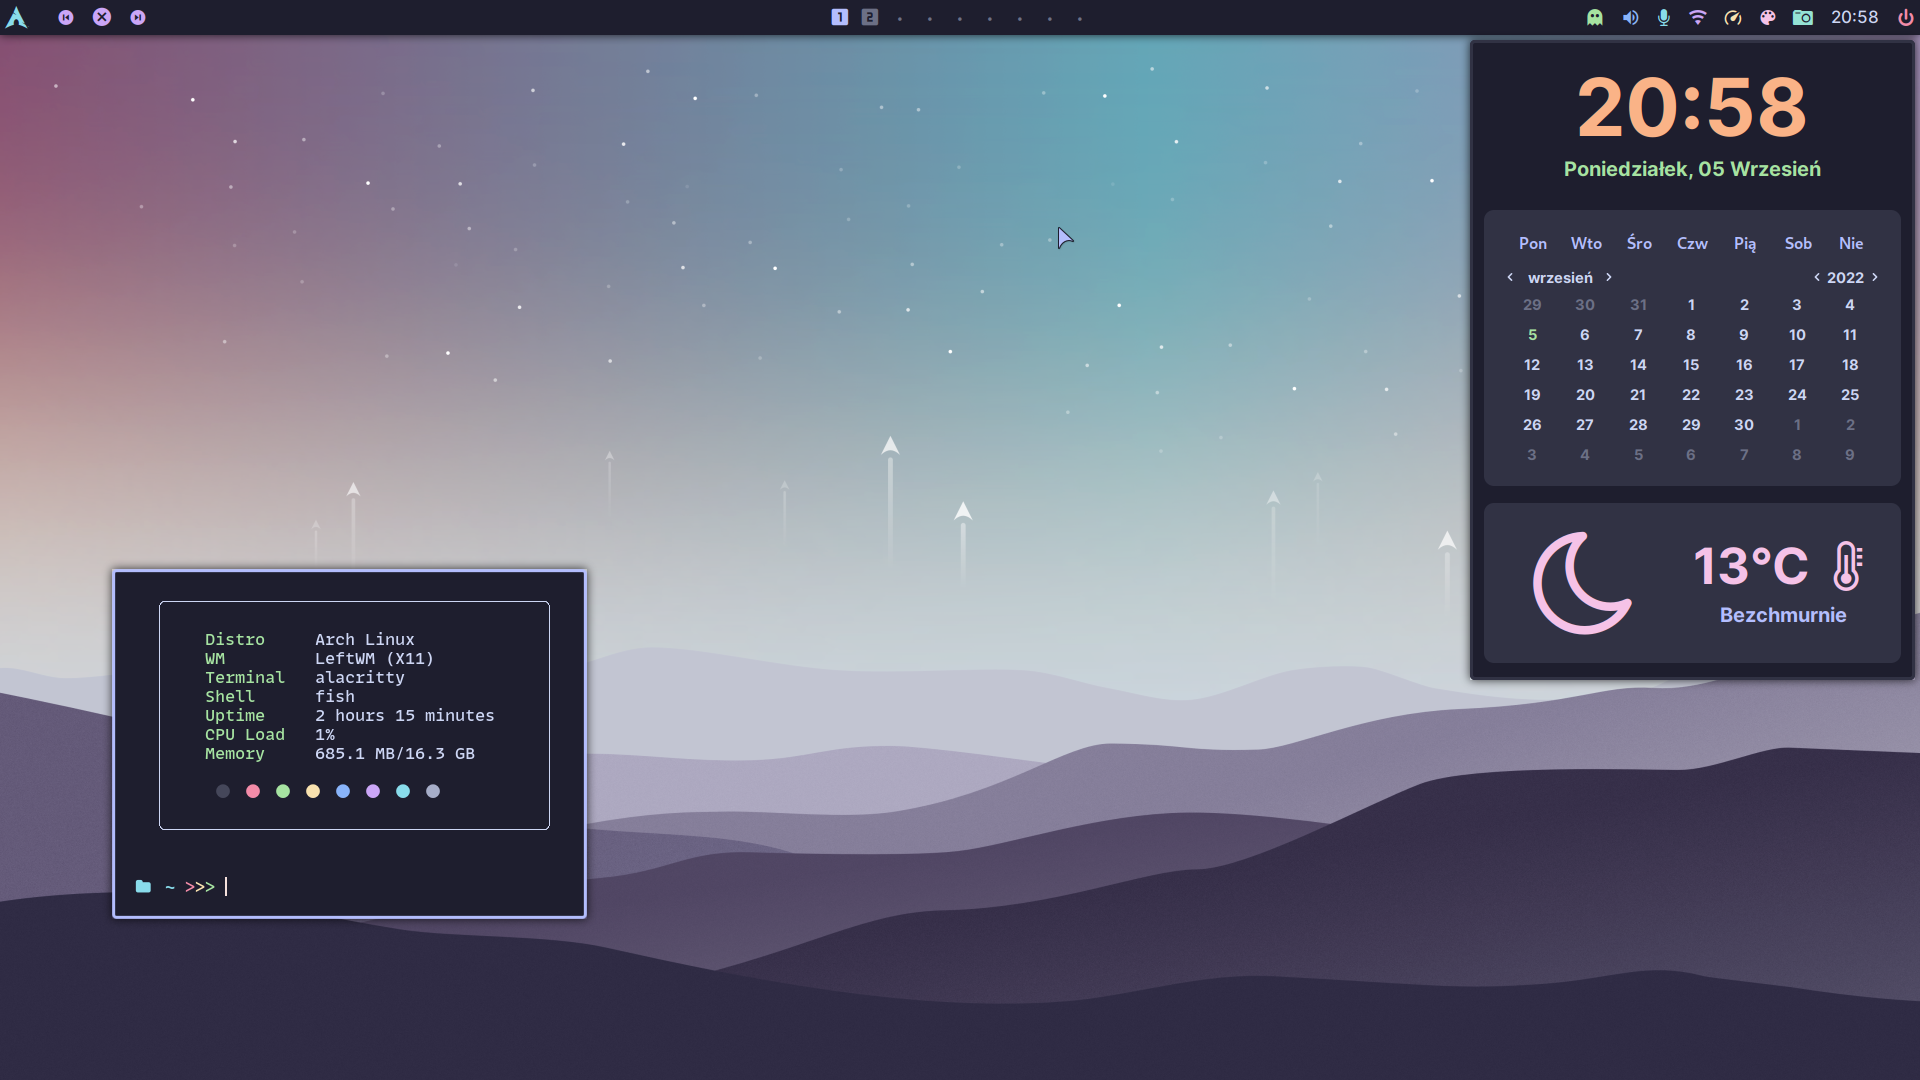 1 2
20:58
20:58
Poniedziałek, 05 Wrzesień
Pon Wto Śro Czw Pią Sob Nie
< wrzesień > < 2022 >
29 30 31 1 2 3 4
5 6 7 8 9 10 11
12 13 14 15 16 17 18
19 20 21 22 23 24 25
26 27 28 29 30 1 2
3 4 5 6 7 8 9
13°C
Bezchmurnie
Distro Arch Linux
WM LeftWM (X11)
Terminal alacritty
Shell fish
Uptime 2 hours 15 minutes
CPU Load 1%
Memory 685.1 MB/16.3 GB
~ >>>